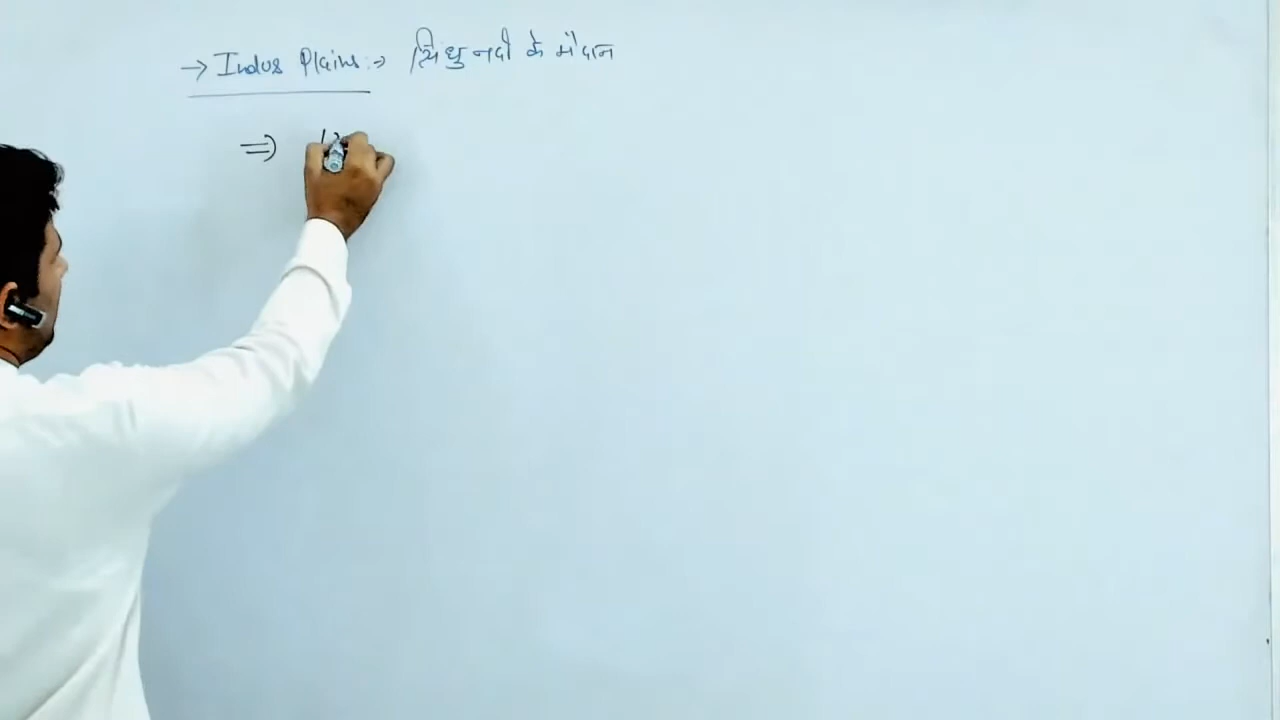 → Indus Plains :→ सिंधु नदी के मैदान
⇒